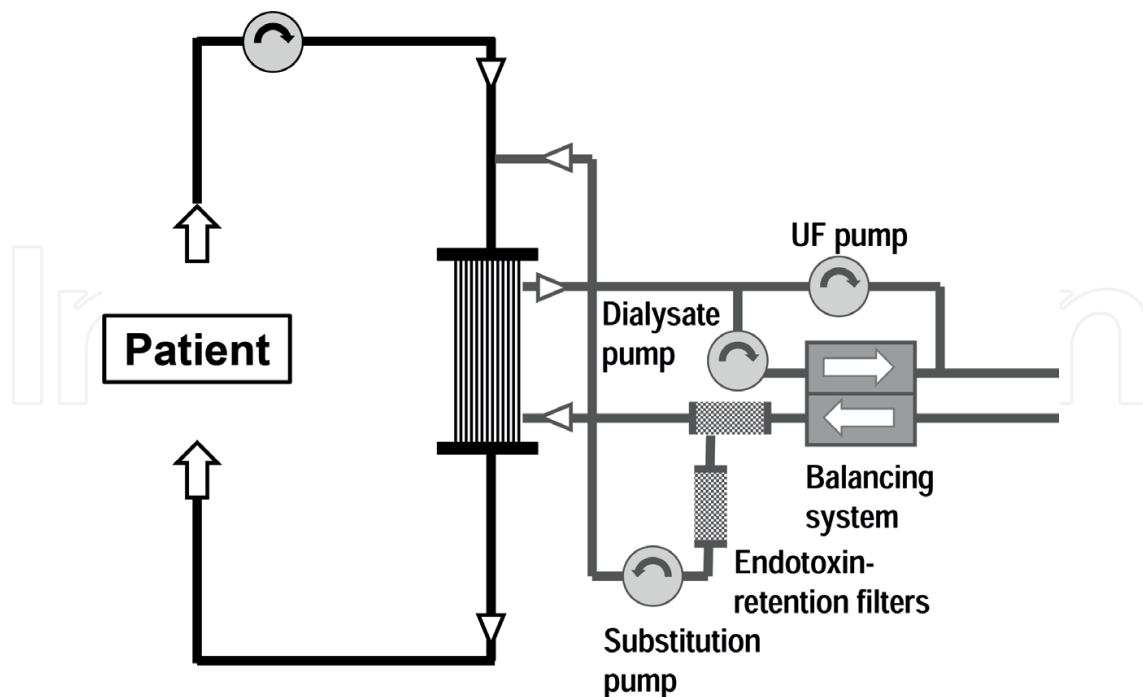 UF pump
Dialysate
pump
Patient
Balancing
system
Endotoxin-
retention filters
Substitution
pump